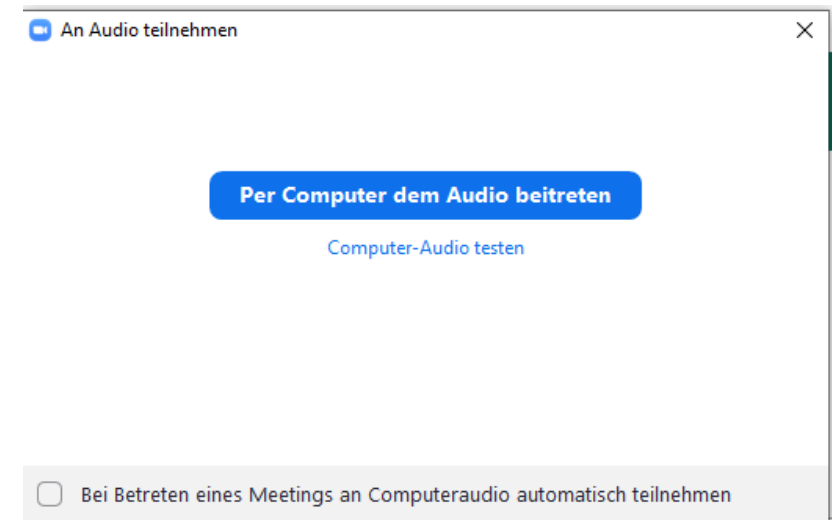 An Audio teilnehmen
Per Computer dem Audio beitreten
Computer-Audio testen
Bei Betreten eines Meetings an Computeraudio automatisch teilnehmen